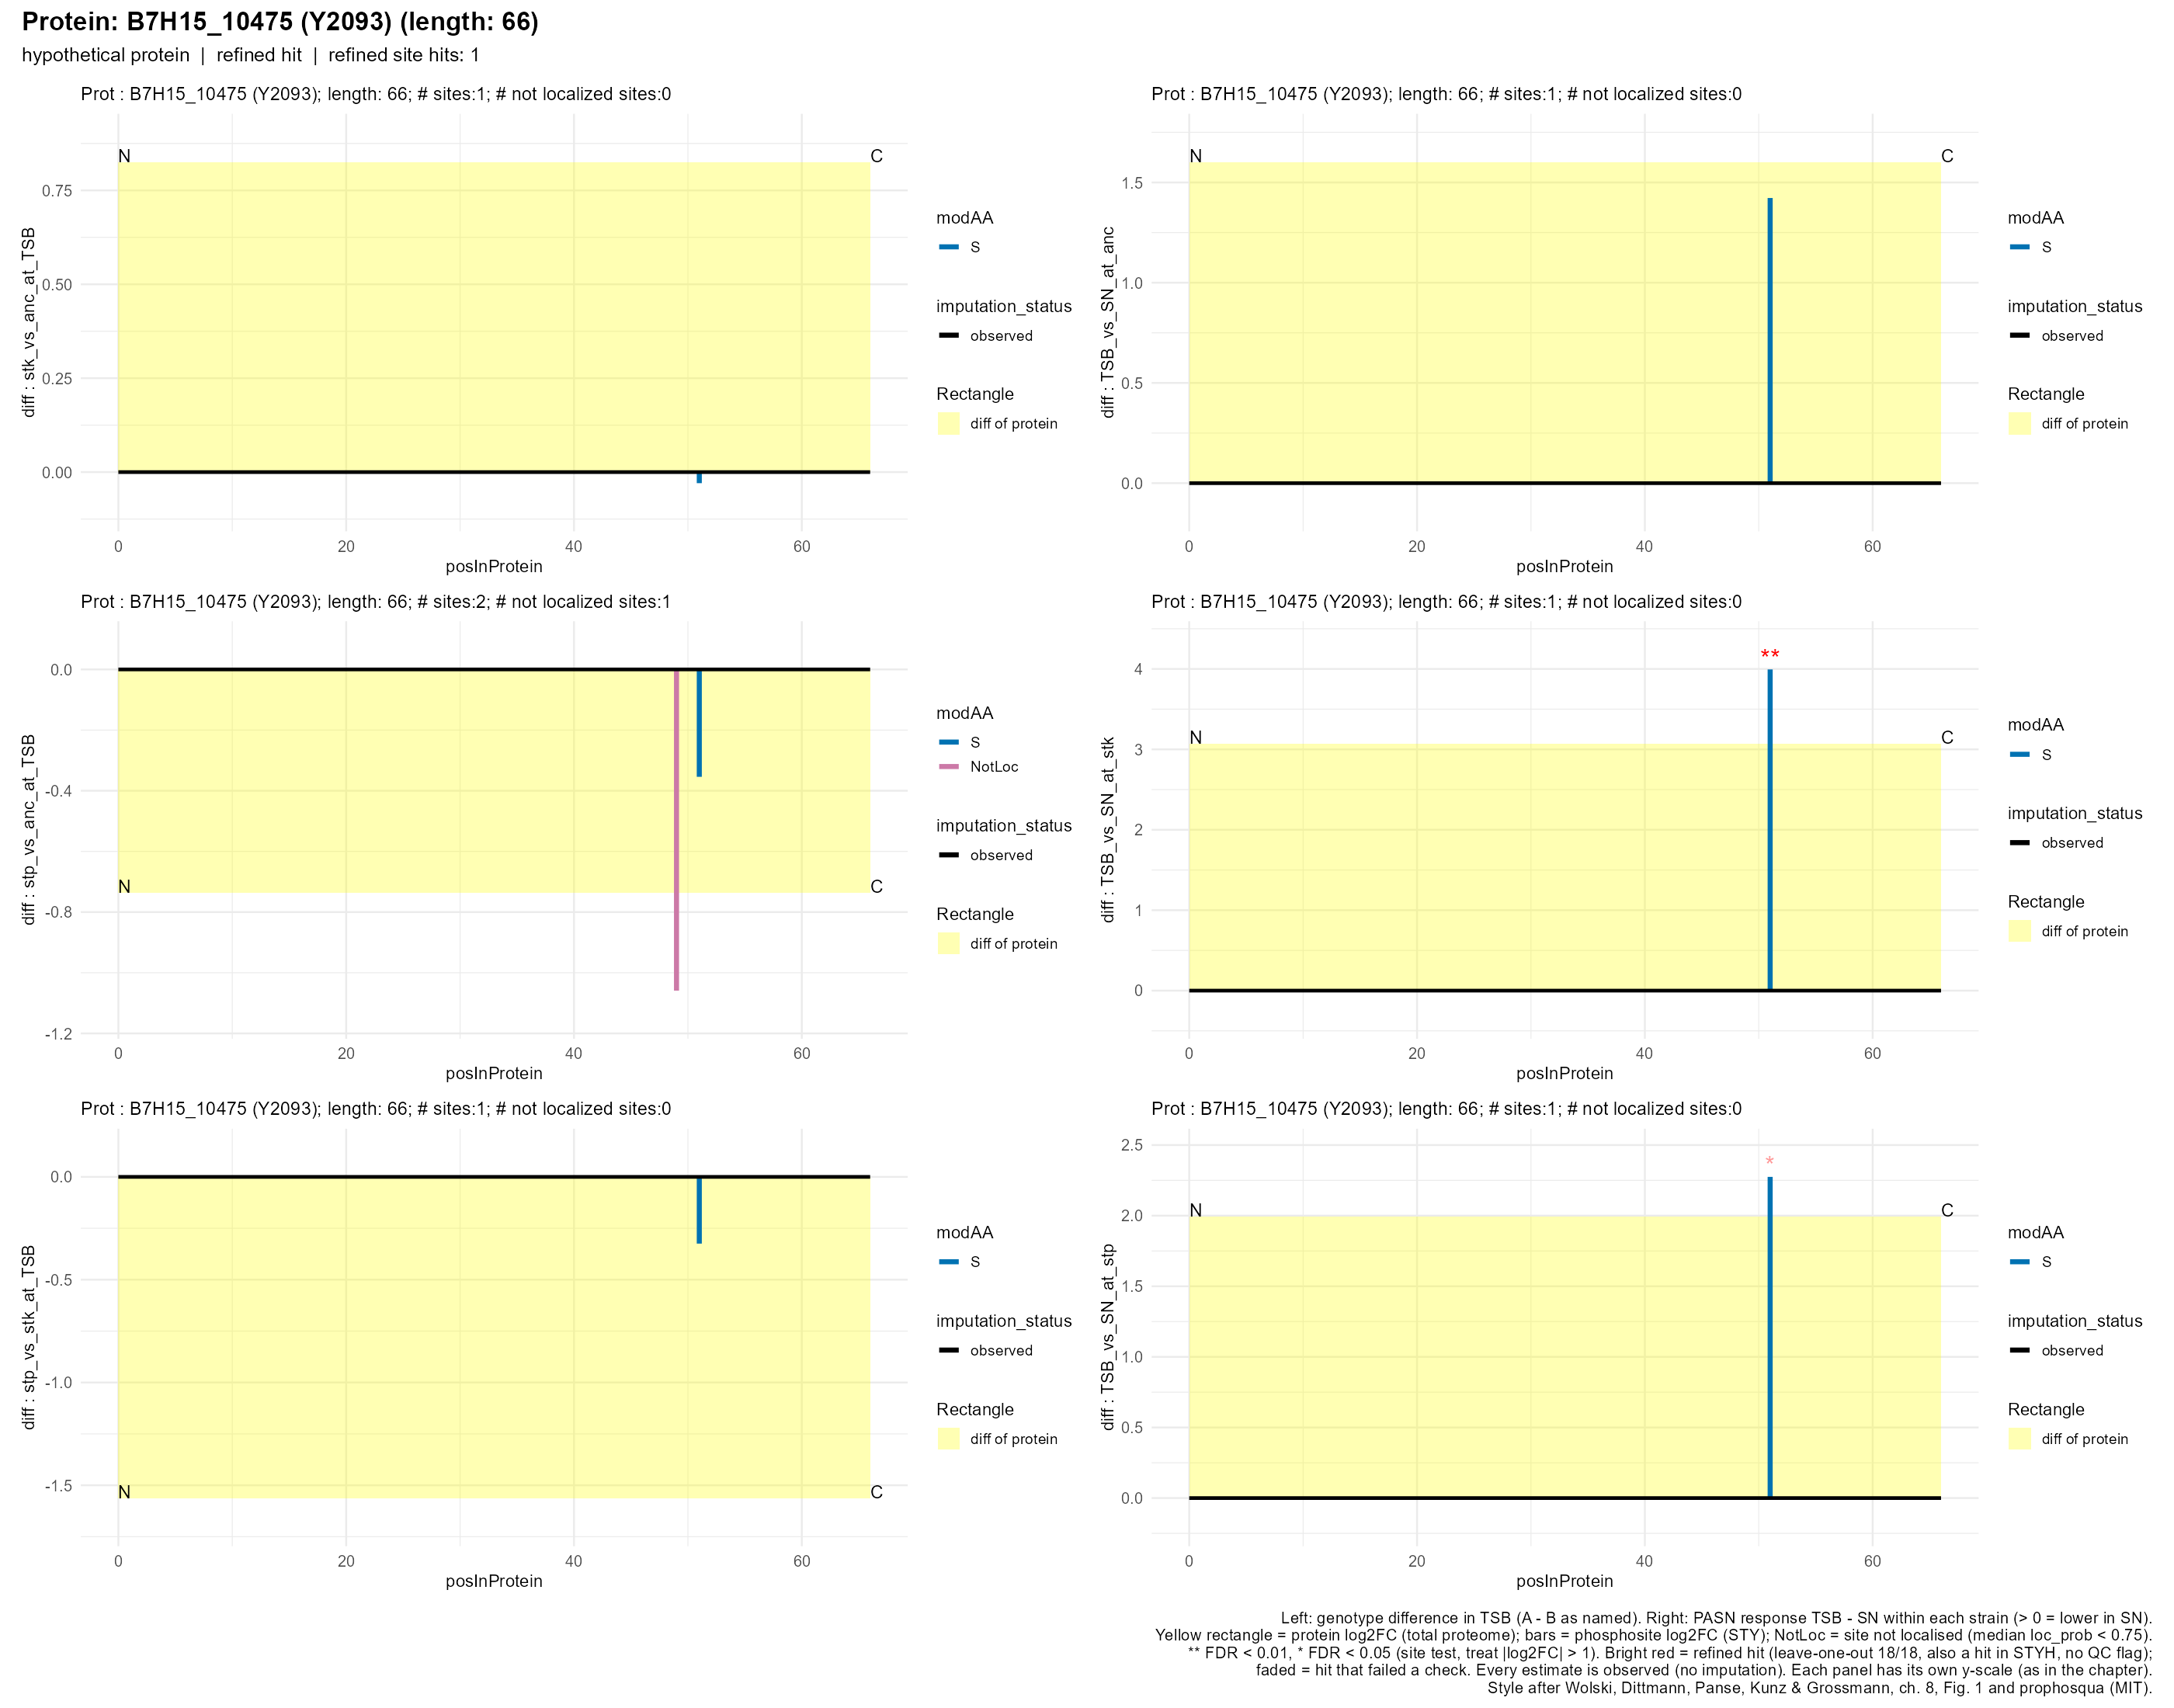 Protein: B7H15_10475 (Y2093) (length: 66)
hypothetical protein | refined hit | refined site hits: 1
Prot : B7H15_10475 (Y2093); length: 66; # sites:1; # not localized sites:0
diff : stk_vs_anc_at_TSB
0.75
0.50
0.25
0.00
N
C
0
20
40
60
posInProtein
modAA
S
imputation_status
observed
Rectangle
diff of protein
Prot : B7H15_10475 (Y2093); length: 66; # sites:1; # not localized sites:0
diff : TSB_vs_SN_at_anc
1.5
1.0
0.5
0.0
N
C
0
20
40
60
posInProtein
modAA
S
imputation_status
observed
Rectangle
diff of protein
Prot : B7H15_10475 (Y2093); length: 66; # sites:2; # not localized sites:1
diff : stp_vs_anc_at_TSB
0.0
-0.4
-0.8
-1.2
N
C
0
20
40
60
posInProtein
modAA
S
NotLoc
imputation_status
observed
Rectangle
diff of protein
Prot : B7H15_10475 (Y2093); length: 66; # sites:1; # not localized sites:0
diff : TSB_vs_SN_at_stk
4
3
2
1
0
**
N
C
0
20
40
60
posInProtein
modAA
S
imputation_status
observed
Rectangle
diff of protein
Prot : B7H15_10475 (Y2093); length: 66; # sites:1; # not localized sites:0
diff : stp_vs_stk_at_TSB
0.0
-0.5
-1.0
-1.5
N
C
0
20
40
60
posInProtein
modAA
S
imputation_status
observed
Rectangle
diff of protein
Prot : B7H15_10475 (Y2093); length: 66; # sites:1; # not localized sites:0
diff : TSB_vs_SN_at_stp
2.5
2.0
1.5
1.0
0.5
0.0
*
N
C
0
20
40
60
posInProtein
modAA
S
imputation_status
observed
Rectangle
diff of protein
Left: genotype difference in TSB (A - B as named). Right: PASN response TSB - SN within each strain (> 0 = lower in SN).
Yellow rectangle = protein log2FC (total proteome); bars = phosphosite log2FC (STY); NotLoc = site not localised (median loc_prob < 0.75).
** FDR < 0.01, * FDR < 0.05 (site test, treat |log2FC| > 1). Bright red = refined hit (leave-one-out 18/18, also a hit in STYH, no QC flag);
faded = hit that failed a check. Every estimate is observed (no imputation). Each panel has its own y-scale (as in the chapter).
Style after Wolski, Dittmann, Panse, Kunz & Grossmann, ch. 8, Fig. 1 and prophosqua (MIT).